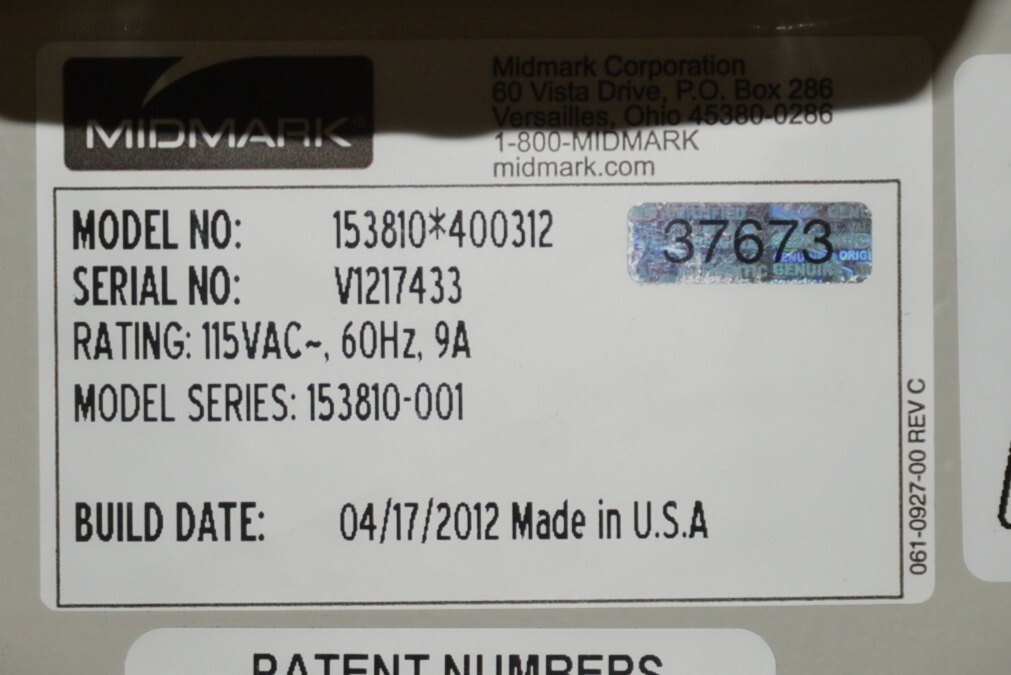 MIDMARK®
Midmark Corporation
60 Vista Drive, P.O. Box 286
Versailles, Ohio 45380-0286
1-800-MIDMARK
midmark.com
MODEL NO: 153810*400312
37673
SERIAL NO: V1217433
RATING: 115VAC~, 60Hz, 9A
MODEL SERIES: 153810-001
BUILD DATE: 04/17/2012 Made in U.S.A
061-0927-00 REV C
PATENT NUMBERS